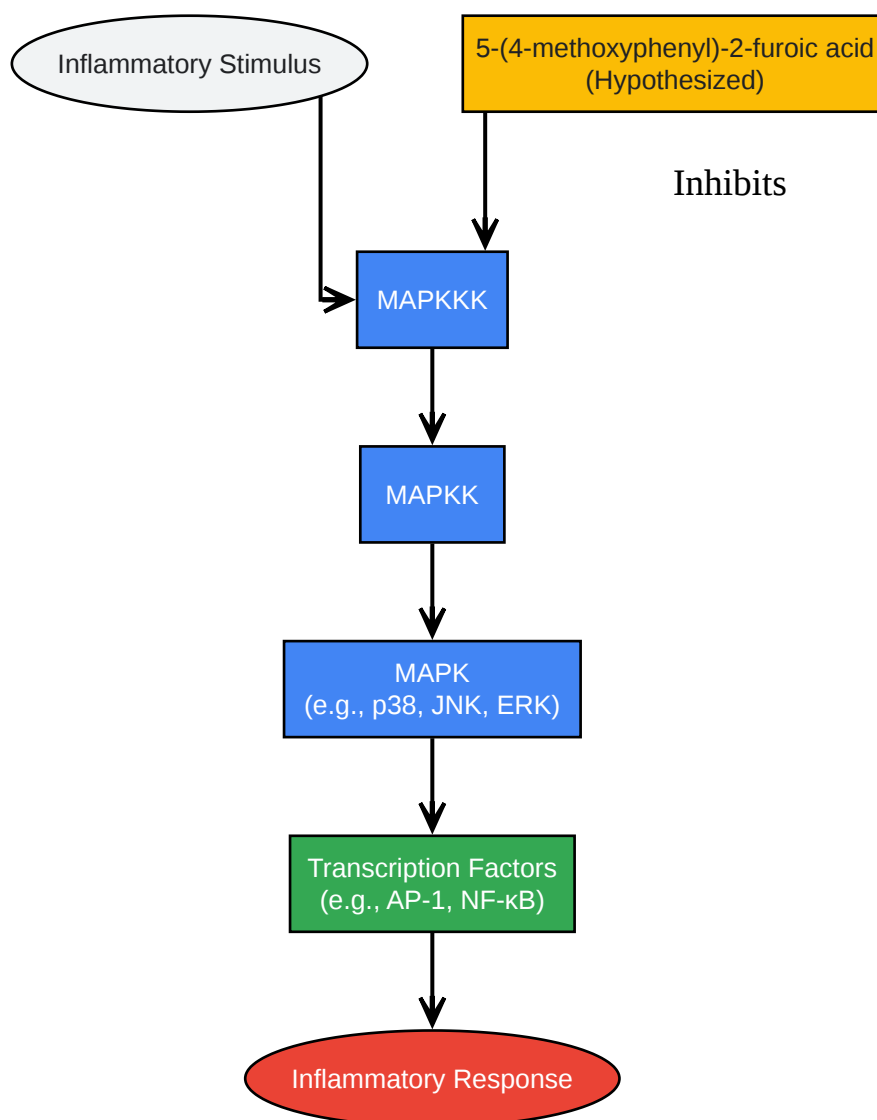 Inflammatory Stimulus
5-(4-methoxyphenyl)-2-furoic acid
(Hypothesized)
Inhibits
MAPKKK
MAPKK
MAPK
(e.g., p38, JNK, ERK)
Transcription Factors
(e.g., AP-1, NF-κB)
Inflammatory Response